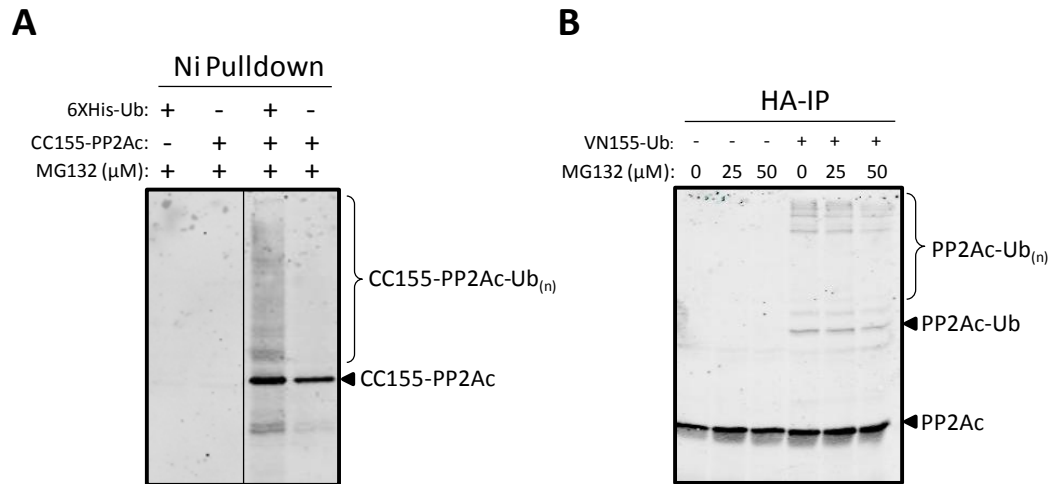 A
Ni Pulldown
6XHis-Ub: + - + -
CC155-PP2Ac: - + + +
MG132 (μM): + + + +
CC155-PP2Ac-Ub(n)
CC155-PP2Ac
B
HA-IP
VN155-Ub: - - - + + +
MG132 (μM): 0 25 50 0 25 50
PP2Ac-Ub(n)
PP2Ac-Ub
PP2Ac